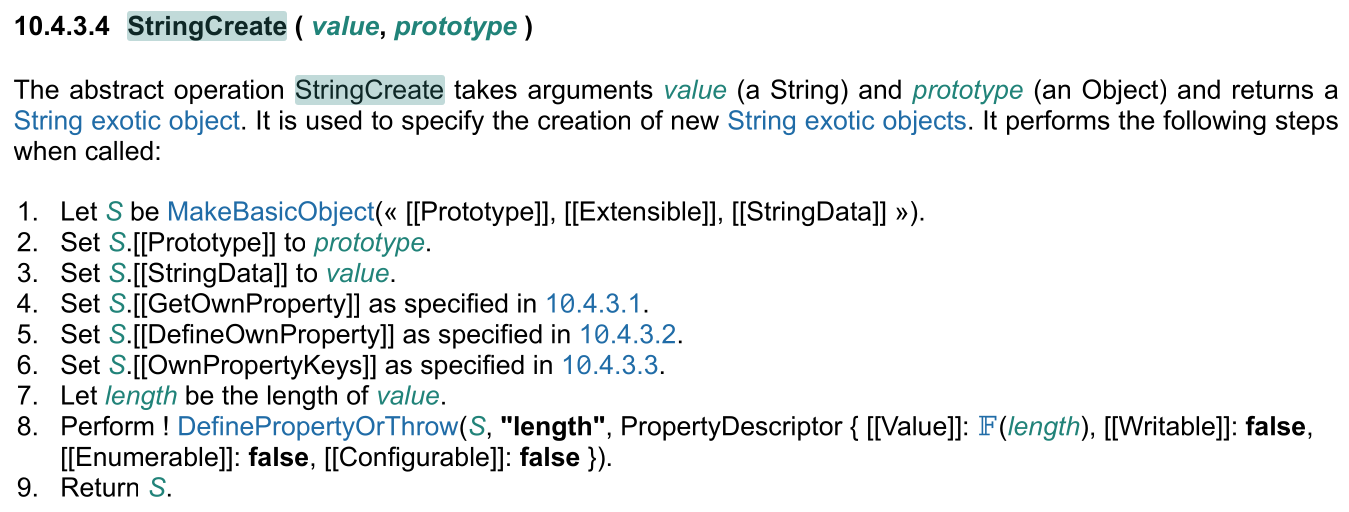 10.4.3.4 StringCreate ( value, prototype )
The abstract operation StringCreate takes arguments value (a String) and prototype (an Object) and returns a
String exotic object. It is used to specify the creation of new String exotic objects. It performs the following steps
when called:
1. Let S be MakeBasicObject(« [[Prototype]], [[Extensible]], [[StringData]] »).
2. Set S.[[Prototype]] to prototype.
3. Set S.[[StringData]] to value.
4. Set S.[[GetOwnProperty]] as specified in 10.4.3.1.
5. Set S.[[DefineOwnProperty]] as specified in 10.4.3.2.
6. Set S.[[OwnPropertyKeys]] as specified in 10.4.3.3.
7. Let length be the length of value.
8. Perform ! DefinePropertyOrThrow(S, "length", PropertyDescriptor { [[Value]]: 𝔽(length), [[Writable]]: false,
[[Enumerable]]: false, [[Configurable]]: false }).
9. Return S.